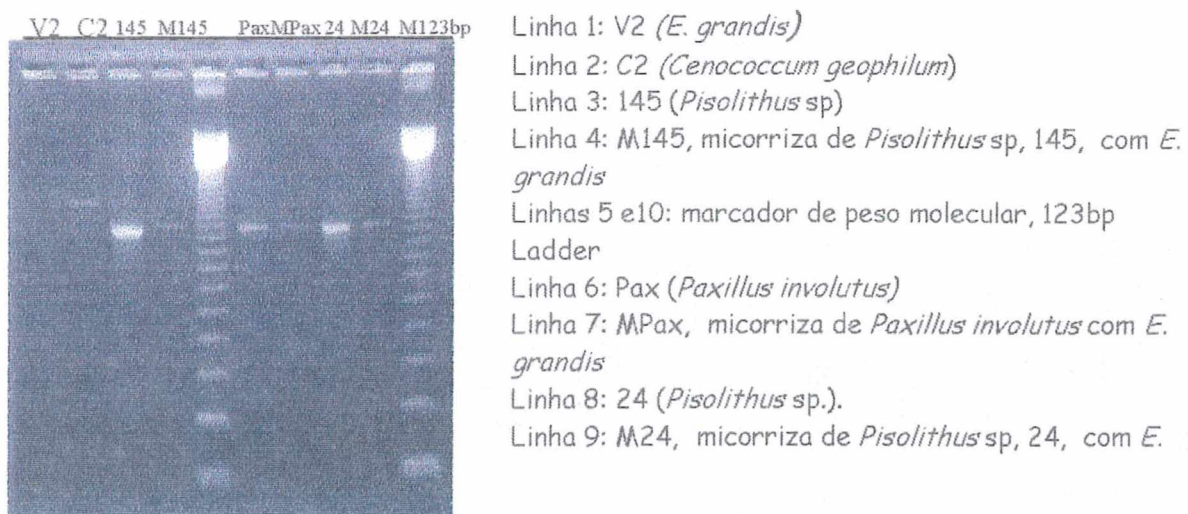 V2 C2 145 M145 PaxMPax 24 M24 M123bp
Linha 1: V2 (E. grandis)
Linha 2: C2 (Cenococcum geophilum)
Linha 3: 145 (Pisolithus sp)
Linha 4: M145, micorriza de Pisolithus sp, 145, com E.
grandis
Linhas 5 e10: marcador de peso molecular, 123bp
Ladder
Linha 6: Pax (Paxillus involutus)
Linha 7: MPax, micorriza de Paxillus involutus com E.
grandis
Linha 8: 24 (Pisolithus sp.).
Linha 9: M24, micorriza de Pisolithus sp, 24, com E.